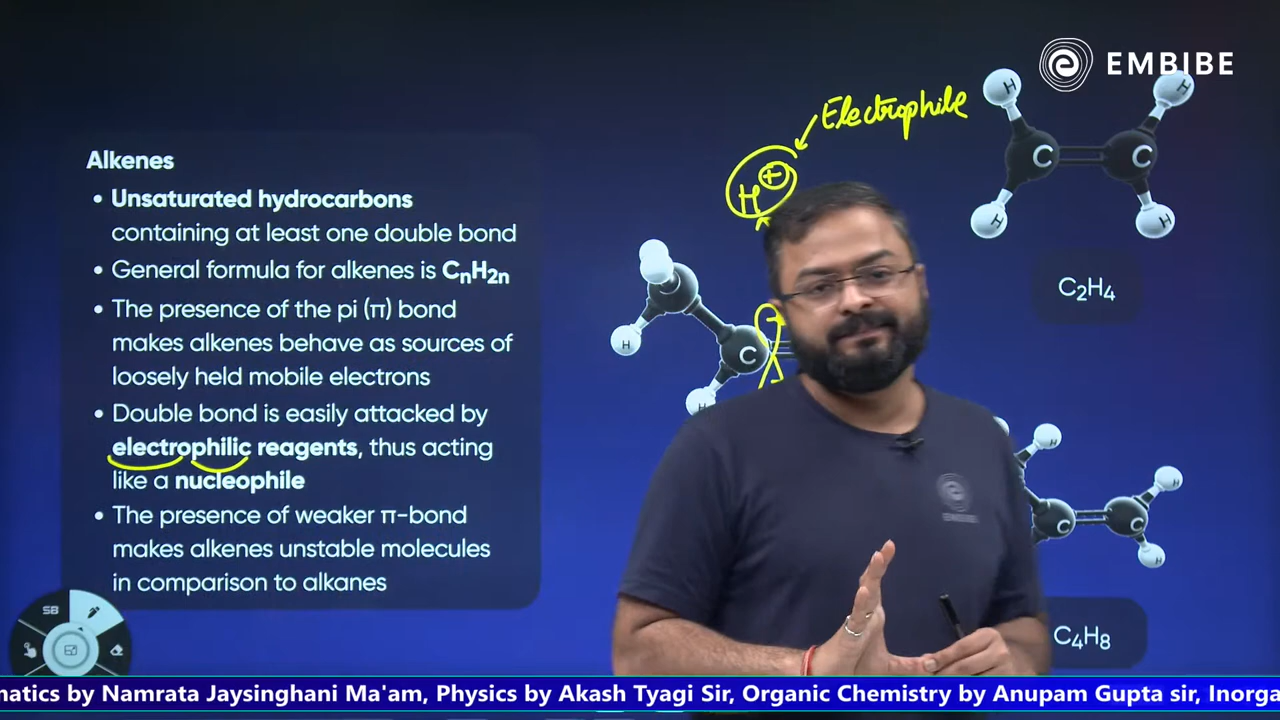 EMBIBE
Electrophile
H
+
H
H
C
C
Alkenes
• Unsaturated hydrocarbons
containing at least one double bond
• General formula for alkenes is CnH2n
• The presence of the pi (π) bond
makes alkenes behave as sources of
loosely held mobile electrons
• Double bond is easily attacked by
electrophilic reagents, thus acting
like a nucleophile
• The presence of weaker π-bond
makes alkenes unstable molecules
in comparison to alkanes
H
H
C2H4
H
C
H
H
H
C
C
H
EMBIBE
SB
C4H8
natics by Namrata Jaysinghani Ma'am, Physics by Akash Tyagi Sir, Organic Chemistry by Anupam Gupta sir, Inorga